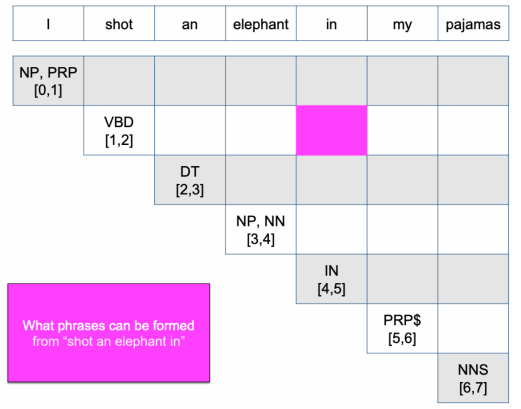 I shot an elephant in my pajamas
NP, PRP
[0,1]
VBD
[1,2]
DT
[2,3]
NP, NN
[3,4]
IN
[4,5]
PRP$
[5,6]
NNS
[6,7]
What phrases can be formed
from “shot an elephant in”